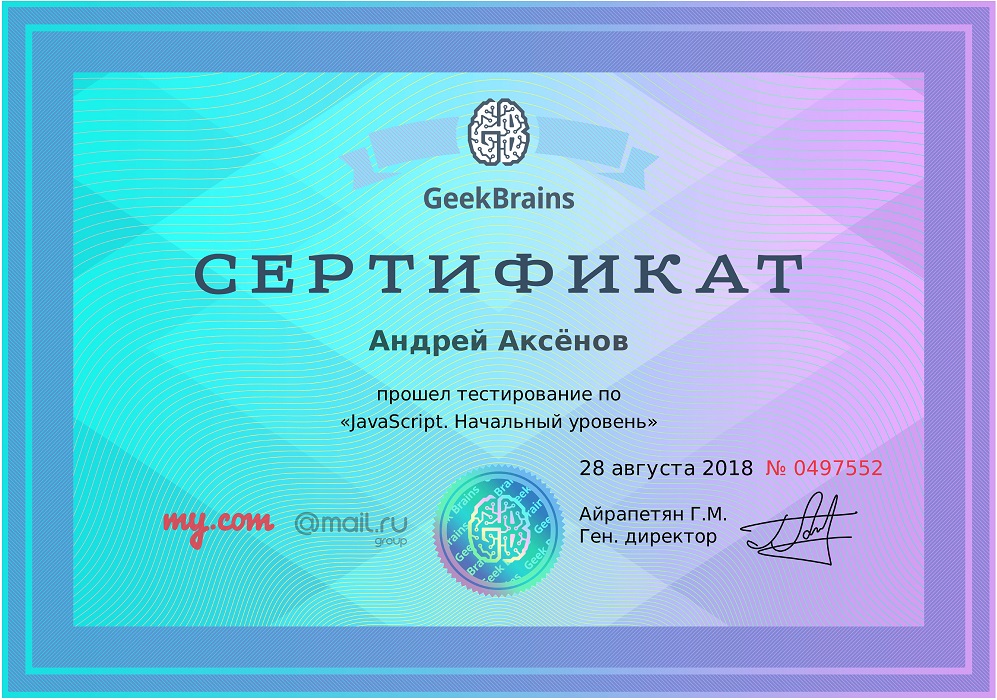 GeekBrains
СЕРТИФИКАТ
Андрей Аксёнов
прошел тестирование по
«JavaScript. Начальный уровень»
28 августа 2018 № 0497552
my.com @mail.ru
group
Айрапетян Г.М.
Ген. директор